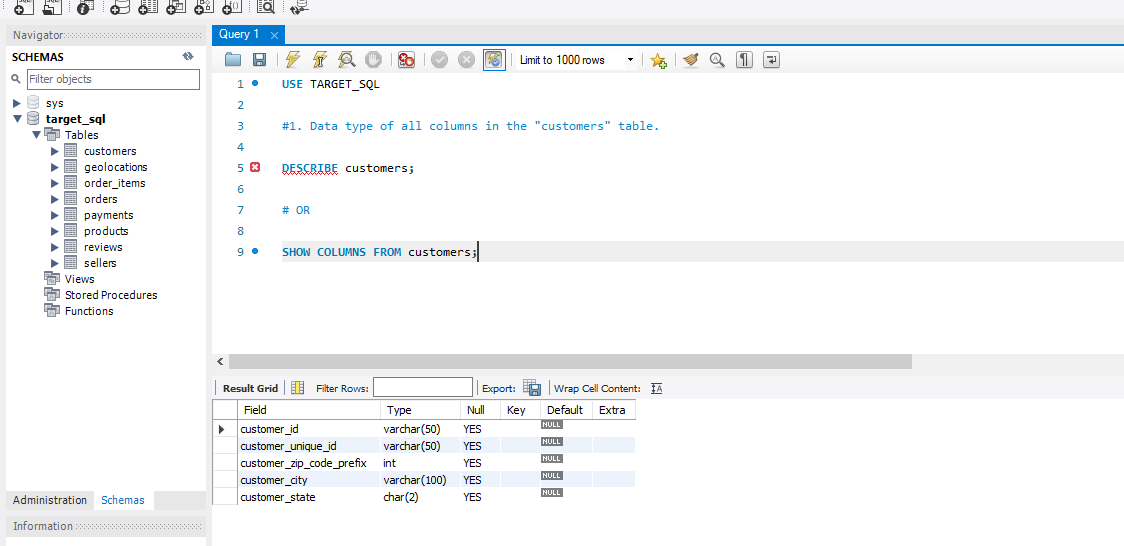 Navigator
Query 1
SCHEMAS
Limit to 1000 rows
Filter objects
sys
target_sql
Tables
customers
geolocations
order_items
orders
payments
products
reviews
sellers
Views
Stored Procedures
Functions
1 USE TARGET_SQL
2
3 #1. Data type of all columns in the "customers" table.
4
5 DESCRIBE customers;
6
7 # OR
8
9 SHOW COLUMNS FROM customers;
Result Grid Filter Rows: Export: Wrap Cell Content:
Field Type Null Key Default Extra
customer_id varchar(50) YES NULL
customer_unique_id varchar(50) YES NULL
customer_zip_code_prefix int YES NULL
customer_city varchar(100) YES NULL
customer_state char(2) YES NULL
Administration Schemas
Information